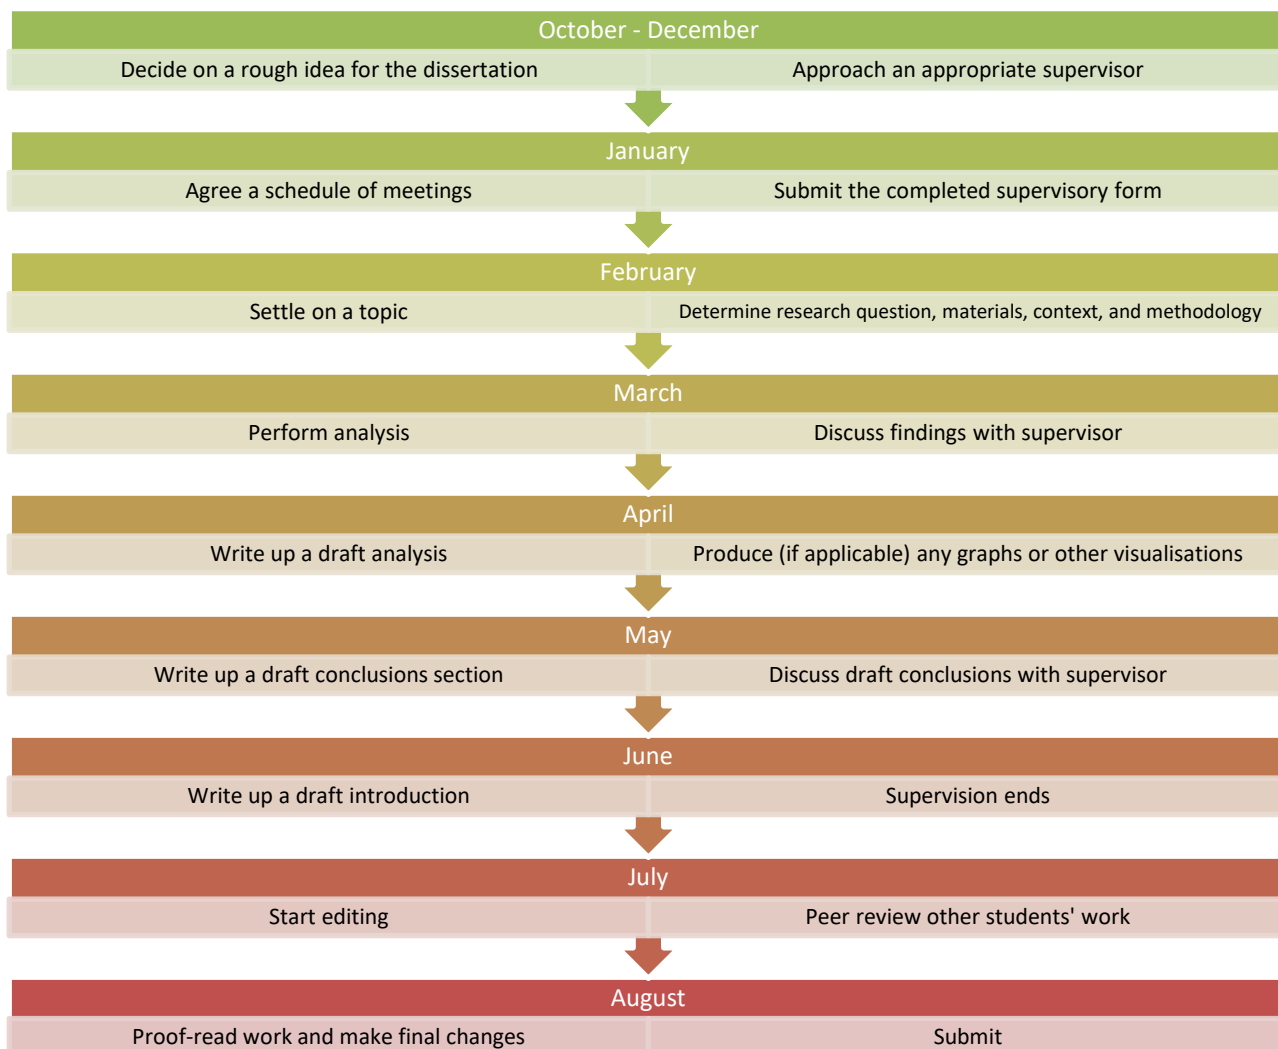 October - December
Decide on a rough idea for the dissertation
Approach an appropriate supervisor
January
Agree a schedule of meetings
Submit the completed supervisory form
February
Settle on a topic
Determine research question, materials, context, and methodology
March
Perform analysis
Discuss findings with supervisor
April
Write up a draft analysis
Produce (if applicable) any graphs or other visualisations
May
Write up a draft conclusions section
Discuss draft conclusions with supervisor
June
Write up a draft introduction
Supervision ends
July
Start editing
Peer review other students' work
August
Proof-read work and make final changes
Submit